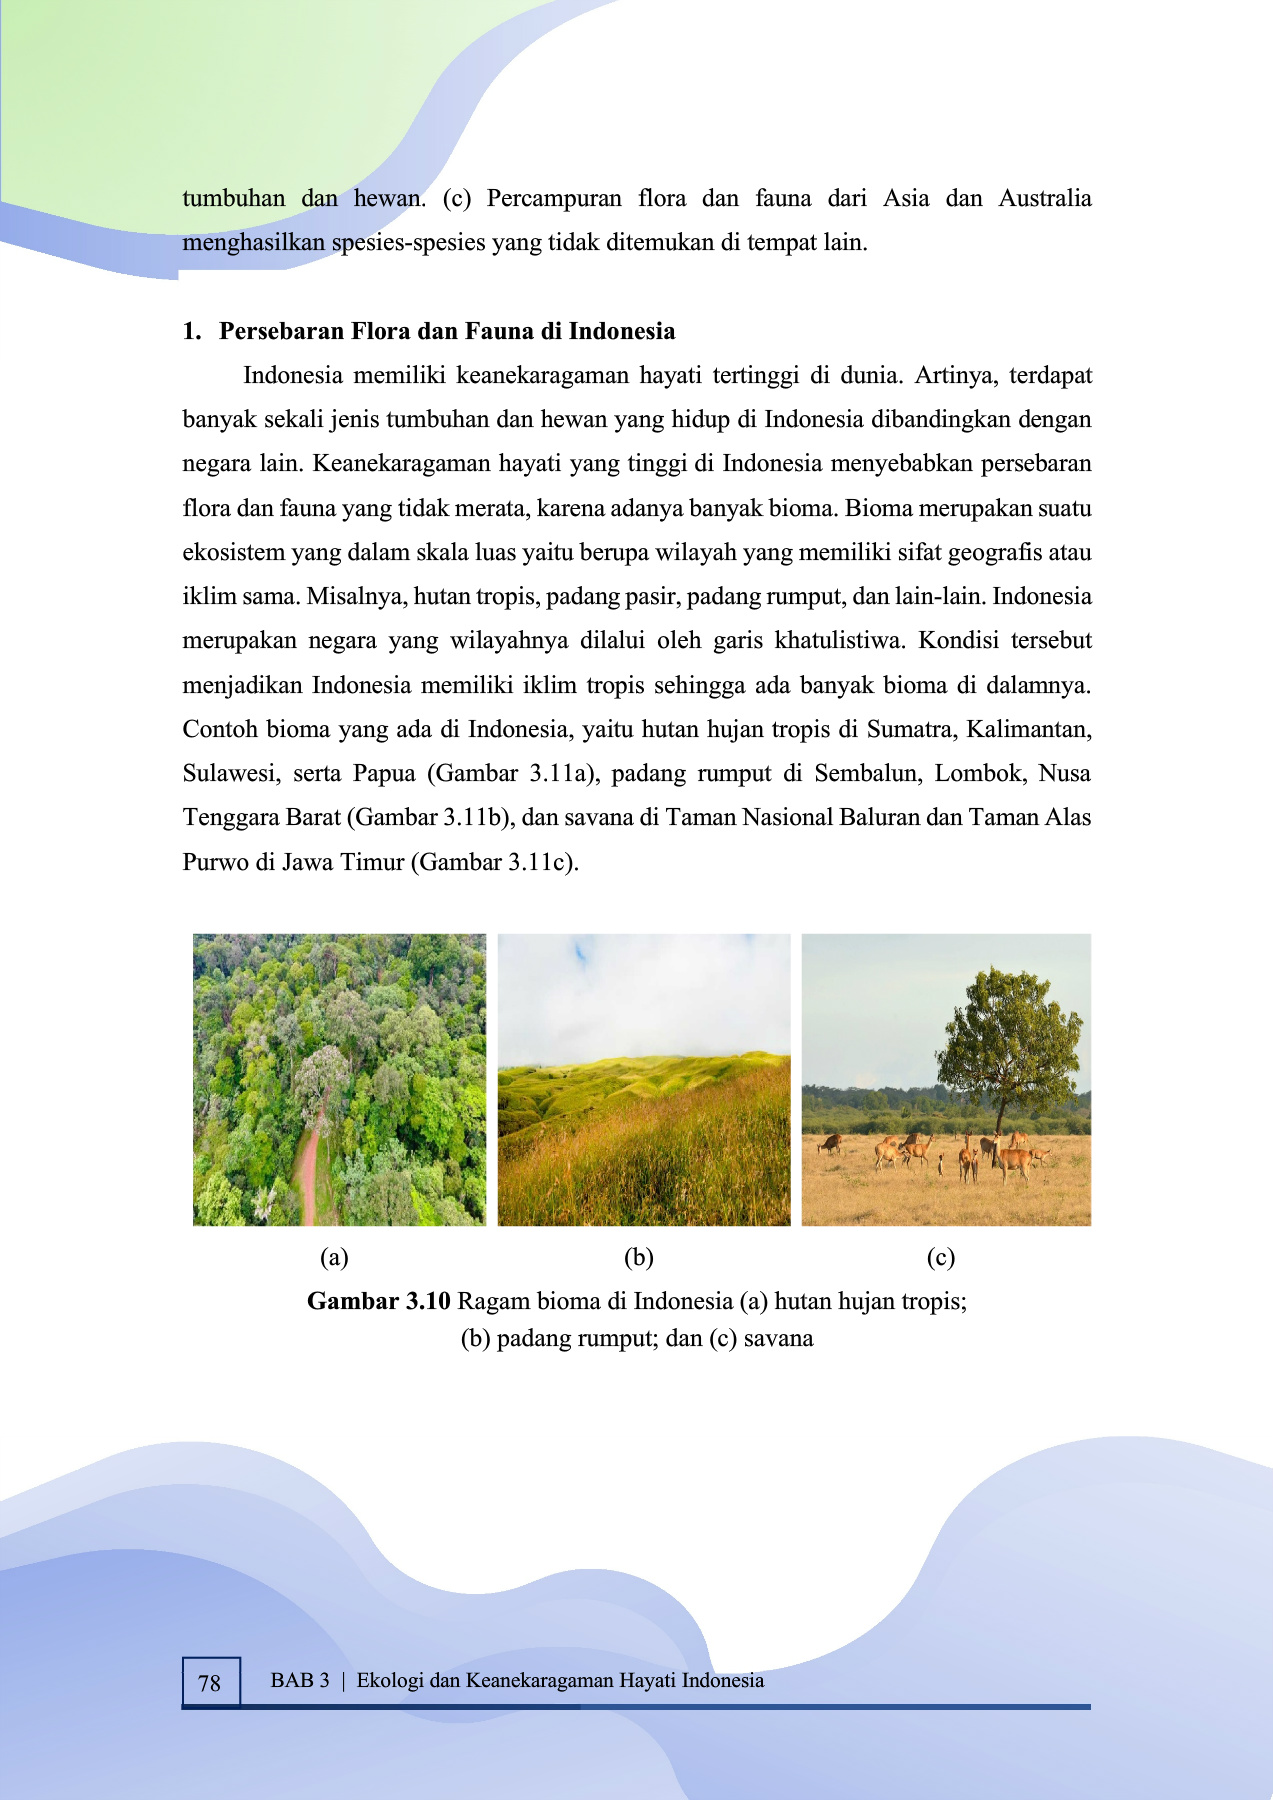 tumbuhan dan hewan. (c) Percampuran flora dan fauna dari Asia dan Australia
menghasilkan spesies-spesies yang tidak ditemukan di tempat lain.
1. Persebaran Flora dan Fauna di Indonesia
Indonesia memiliki keanekaragaman hayati tertinggi di dunia. Artinya, terdapat
banyak sekali jenis tumbuhan dan hewan yang hidup di Indonesia dibandingkan dengan
negara lain. Keanekaragaman hayati yang tinggi di Indonesia menyebabkan persebaran
flora dan fauna yang tidak merata, karena adanya banyak bioma. Bioma merupakan suatu
ekosistem yang dalam skala luas yaitu berupa wilayah yang memiliki sifat geografis atau
iklim sama. Misalnya, hutan tropis, padang pasir, padang rumput, dan lain-lain. Indonesia
merupakan negara yang wilayahnya dilalui oleh garis khatulistiwa. Kondisi tersebut
menjadikan Indonesia memiliki iklim tropis sehingga ada banyak bioma di dalamnya.
Contoh bioma yang ada di Indonesia, yaitu hutan hujan tropis di Sumatra, Kalimantan,
Sulawesi, serta Papua (Gambar 3.11a), padang rumput di Sembalun, Lombok, Nusa
Tenggara Barat (Gambar 3.11b), dan savana di Taman Nasional Baluran dan Taman Alas
Purwo di Jawa Timur (Gambar 3.11c).
(a) (b) (c)
Gambar 3.10 Ragam bioma di Indonesia (a) hutan hujan tropis;
(b) padang rumput; dan (c) savana
78 BAB 3 | Ekologi dan Keanekaragaman Hayati Indonesia